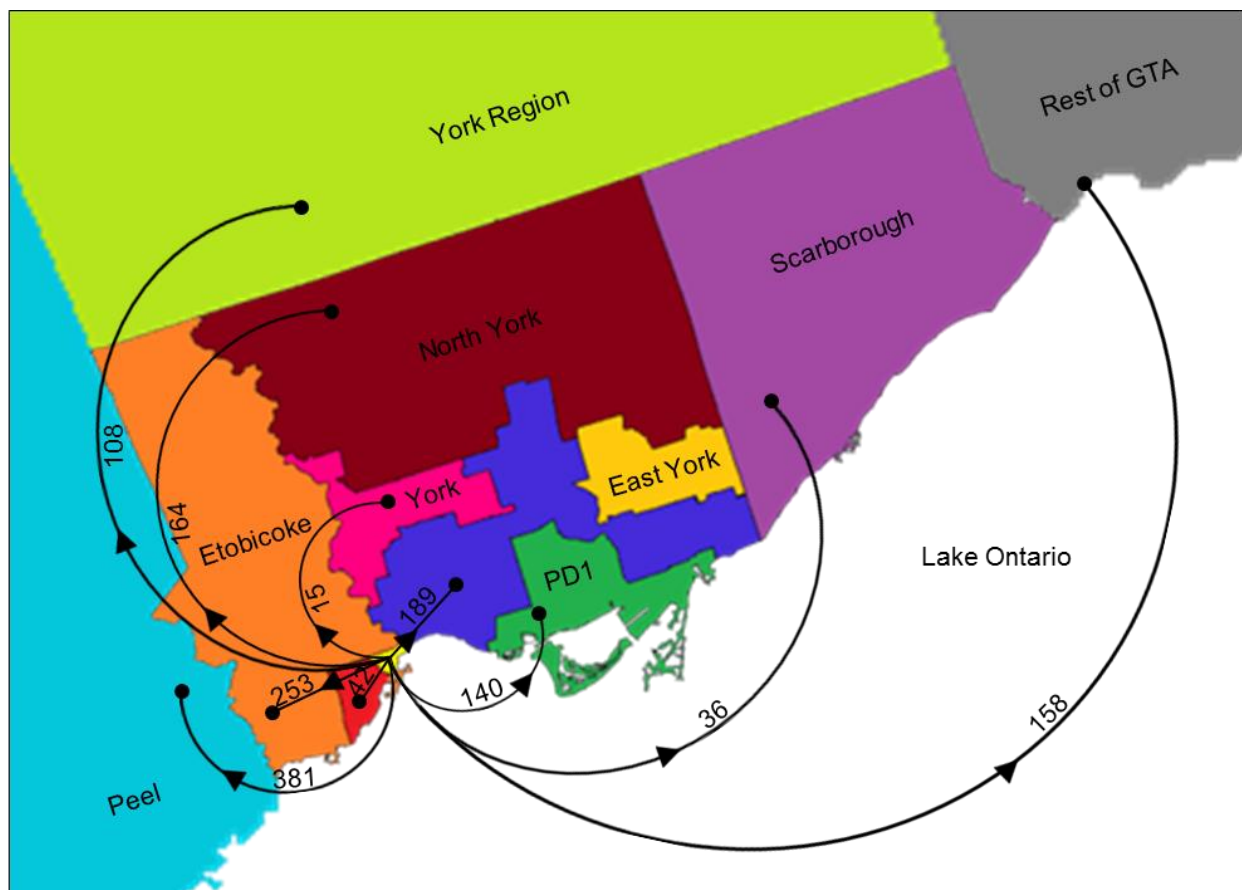 Rest of GTA
York Region
Scarborough
North York
108
East York
York
164
Etobicoke
Lake Ontario
PD1
15
189
42
253
140
36
158
381
Peel